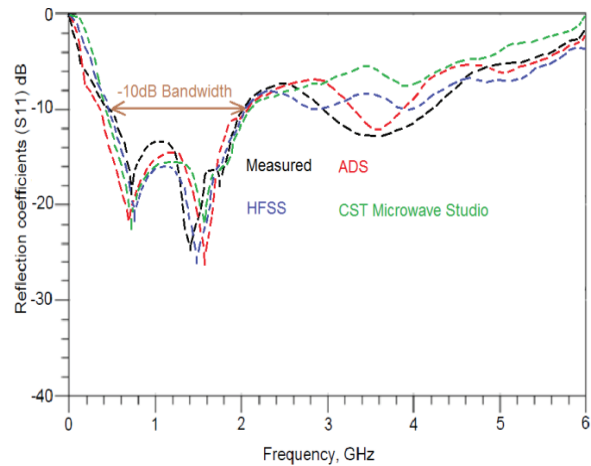 Reflection coefficients (S11) dB
0
-10
-20
-30
-40
-10dB Bandwidth
Measured ADS
HFSS CST Microwave Studio
0 1 2 3 4 5 6
Frequency, GHz